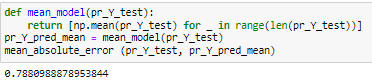 def mean_model(pr_Y_test):
    return [np.mean(pr_Y_test) for _ in range(len(pr_Y_test))]
pr_Y_pred_mean = mean_model(pr_Y_test)
mean_absolute_error (pr_Y_test, pr_Y_pred_mean)
0.7880988878953844